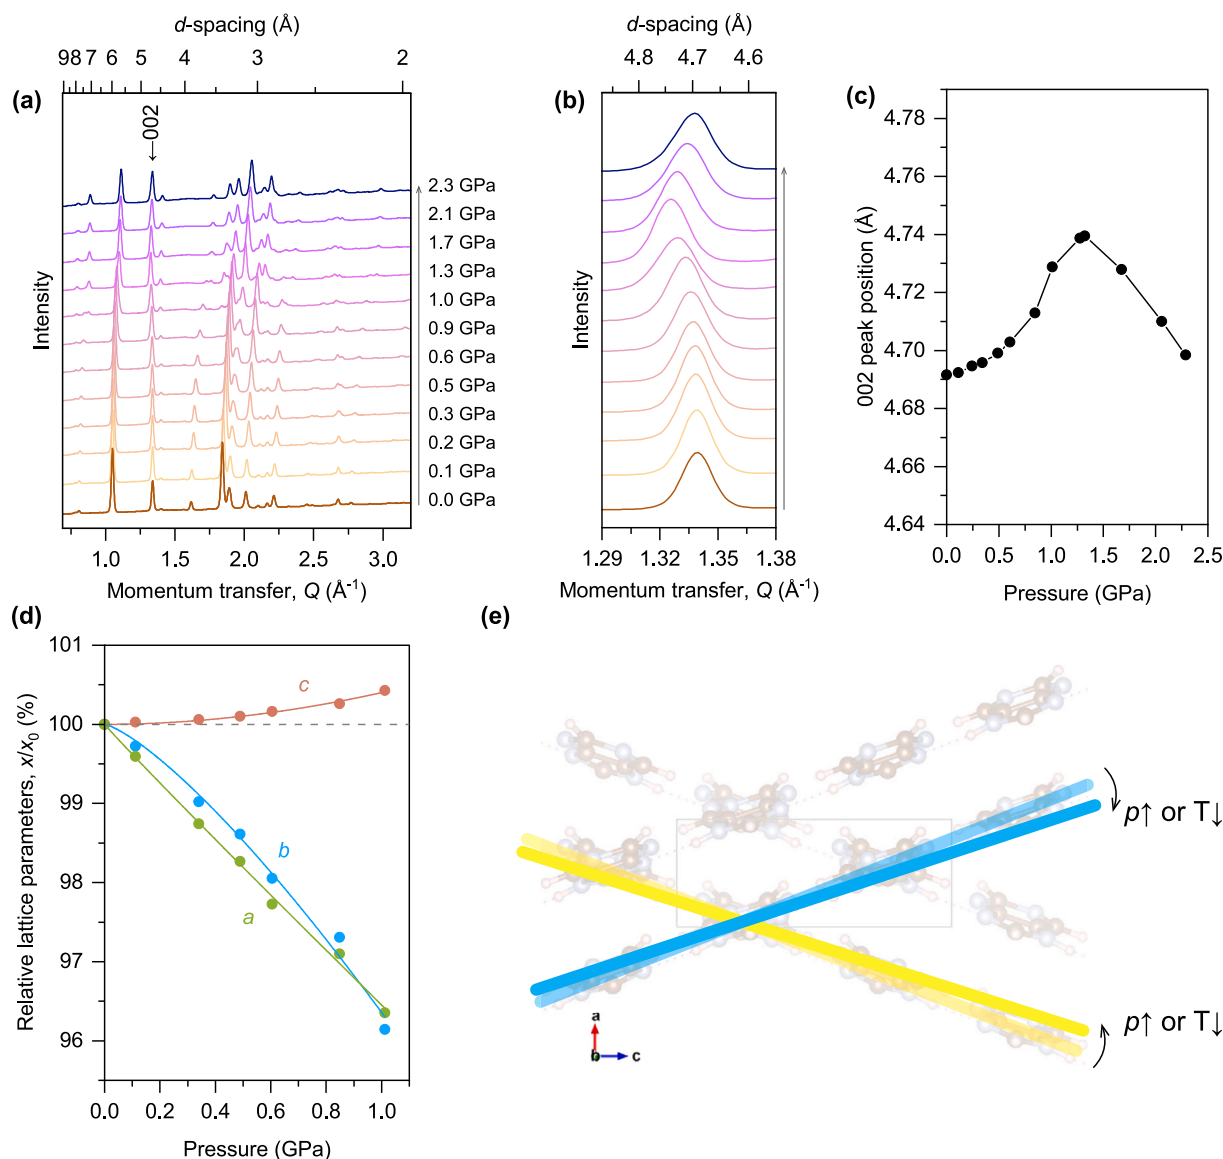 (a)
d-spacing (Å)
98 7 6 5 4 3 2
←002
Intensity
2.3 GPa
2.1 GPa
1.7 GPa
1.3 GPa
1.0 GPa
0.9 GPa
0.6 GPa
0.5 GPa
0.3 GPa
0.2 GPa
0.1 GPa
0.0 GPa
1.0 1.5 2.0 2.5 3.0
Momentum transfer, Q (Å⁻¹)
(b)
d-spacing (Å)
4.8 4.7 4.6
Intensity
1.29 1.32 1.35 1.38
Momentum transfer, Q (Å⁻¹)
(c)
002 peak position (Å)
4.78
4.76
4.74
4.72
4.70
4.68
4.66
4.64
0.0 0.5 1.0 1.5 2.0 2.5
Pressure (GPa)
(d)
Relative lattice parameters, x/x₀ (%)
101
100
99
98
97
96
c
b
a
0.0 0.2 0.4 0.6 0.8 1.0
Pressure (GPa)
(e)
p↑ or T↓
p↑ or T↓
a
b c